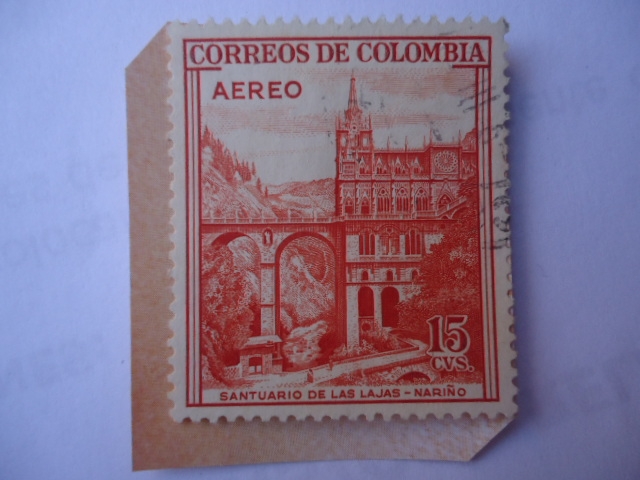 CORREOS DE COLOMBIA
AEREO
15
CVS.
SANTUARIO DE LAS LAJAS - NARIÑO